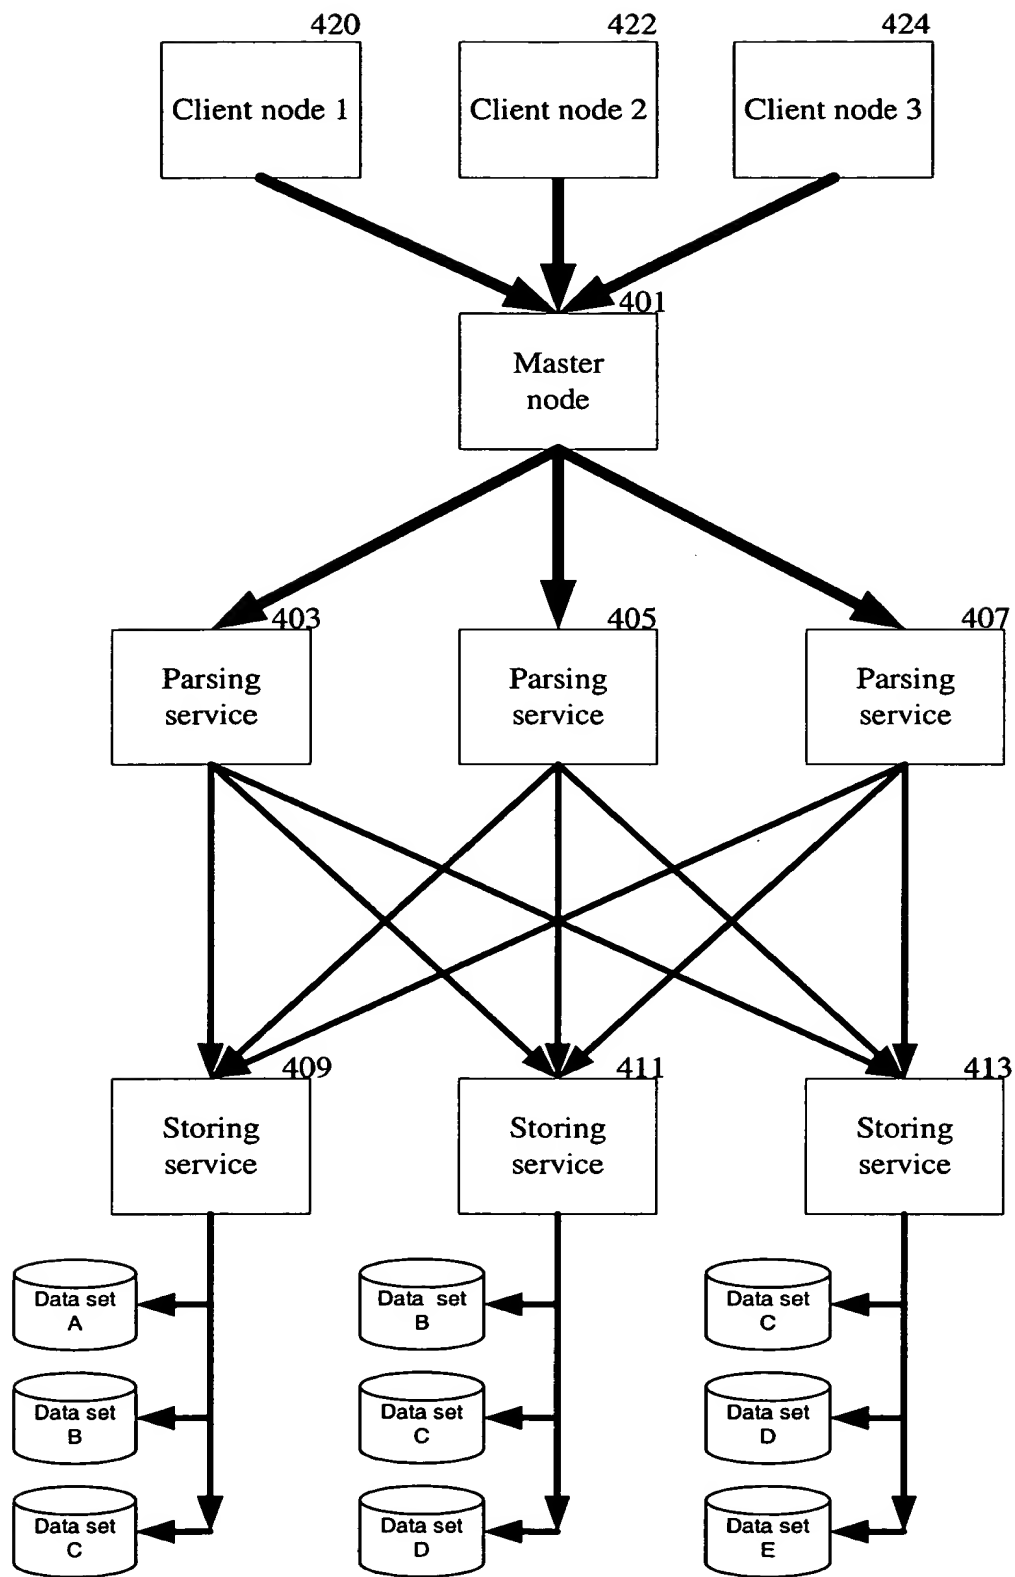 420
422
424
Client node 1
Client node 2
Client node 3
401
Master
node
403
405
407
Parsing
service
Parsing
service
Parsing
service
409
411
413
Storing
service
Storing
service
Storing
service
Data set
A
Data set
B
Data set
C
Data set
B
Data set
C
Data set
D
Data set
C
Data set
D
Data set
E